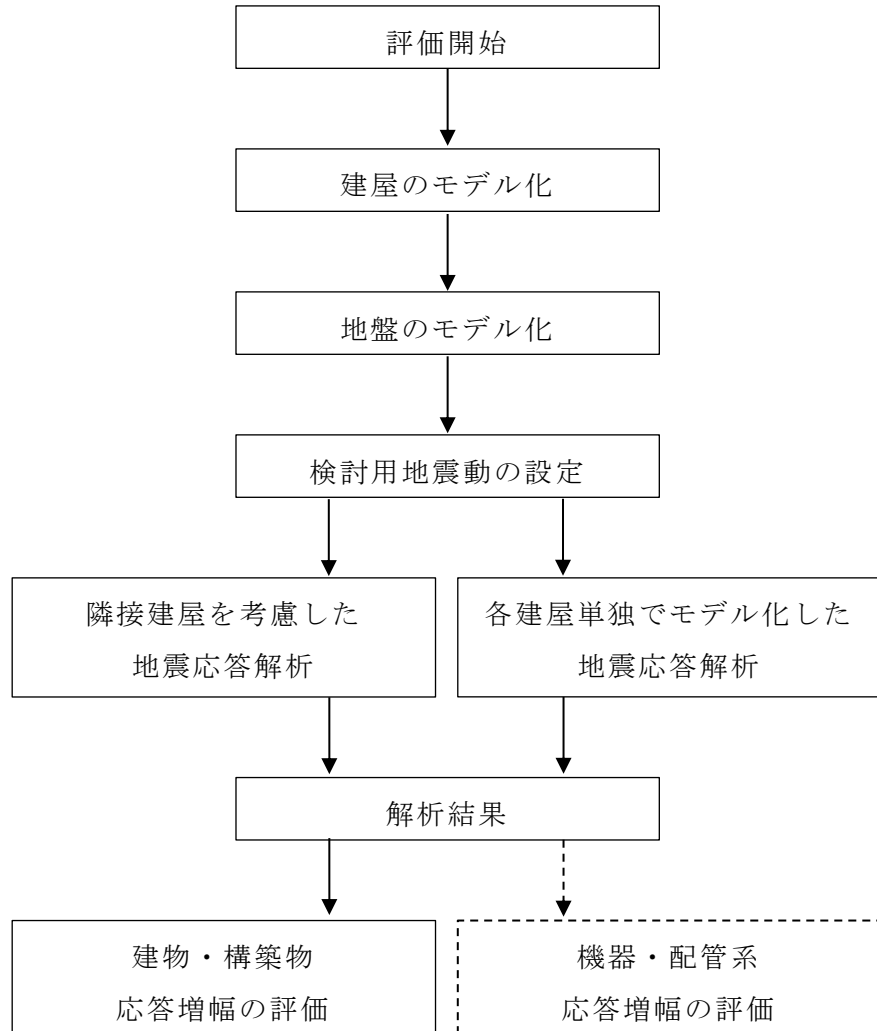 評価開始
建屋のモデル化
地盤のモデル化
検討用地震動の設定
隣接建屋を考慮した
地震応答解析
各建屋単独でモデル化した
地震応答解析
解析結果
建物・構築物
応答増幅の評価
機器・配管系
応答増幅の評価